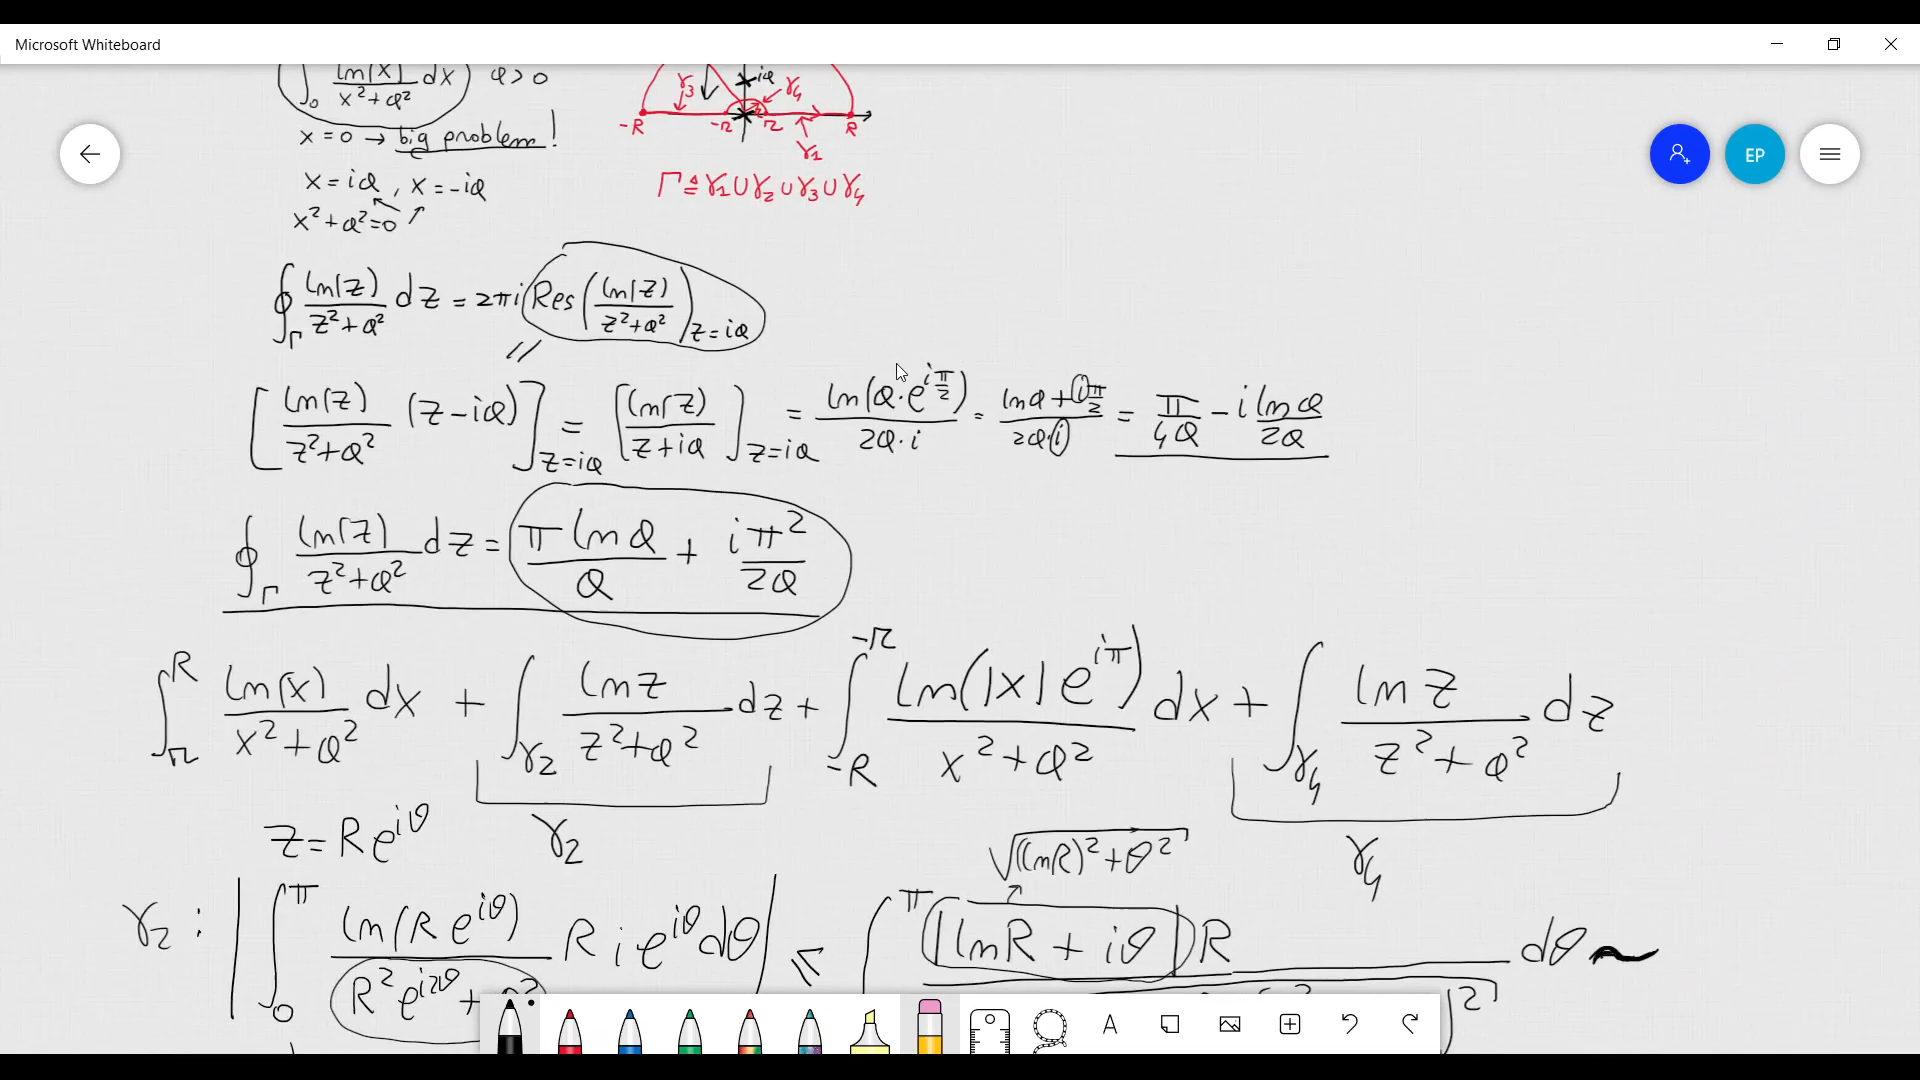 Microsoft Whiteboard
∫₀ ln(x)/(x²+a²) dx a>0
ia
γ₃ γ₄
-R -r r R
γ₁
x=0 → big problem!
Γ ≜ γ₁∪γ₂∪γ₃∪γ₄
x=ia, x=-ia
x²+a²=0
∮_Γ ln(z)/(z²+a²) dz = 2πi Res(ln(z)/(z²+a²))_{z=ia}
[ln(z)/(z²+a²) (z-ia)]_{z=ia} = [ln(z)/(z+ia)]_{z=ia} = ln(a·e^{iπ/2})/(2a·i) = (ln a + iπ/2)/(2a·i) = π/(4a) - i ln a/(2a)
∮_Γ ln(z)/(z²+a²) dz = π ln a/a + iπ²/(2a)
∫_r^R ln(x)/(x²+a²) dx + ∫_{γ₂} ln z/(z²+a²) dz + ∫_{-R}^{-r} ln(|x|e^{iπ})/(x²+a²) dx + ∫_{γ₄} ln z/(z²+a²) dz
z=Re^{iθ} γ₂ √((lnR)²+θ²) γ₄
γ₂: |∫₀^π ln(Re^{iθ})/(R²e^{i2θ}+ R i e^{iθ} dθ| ≤ ∫^π |lnR+iθ|R dθ ~
EP
A